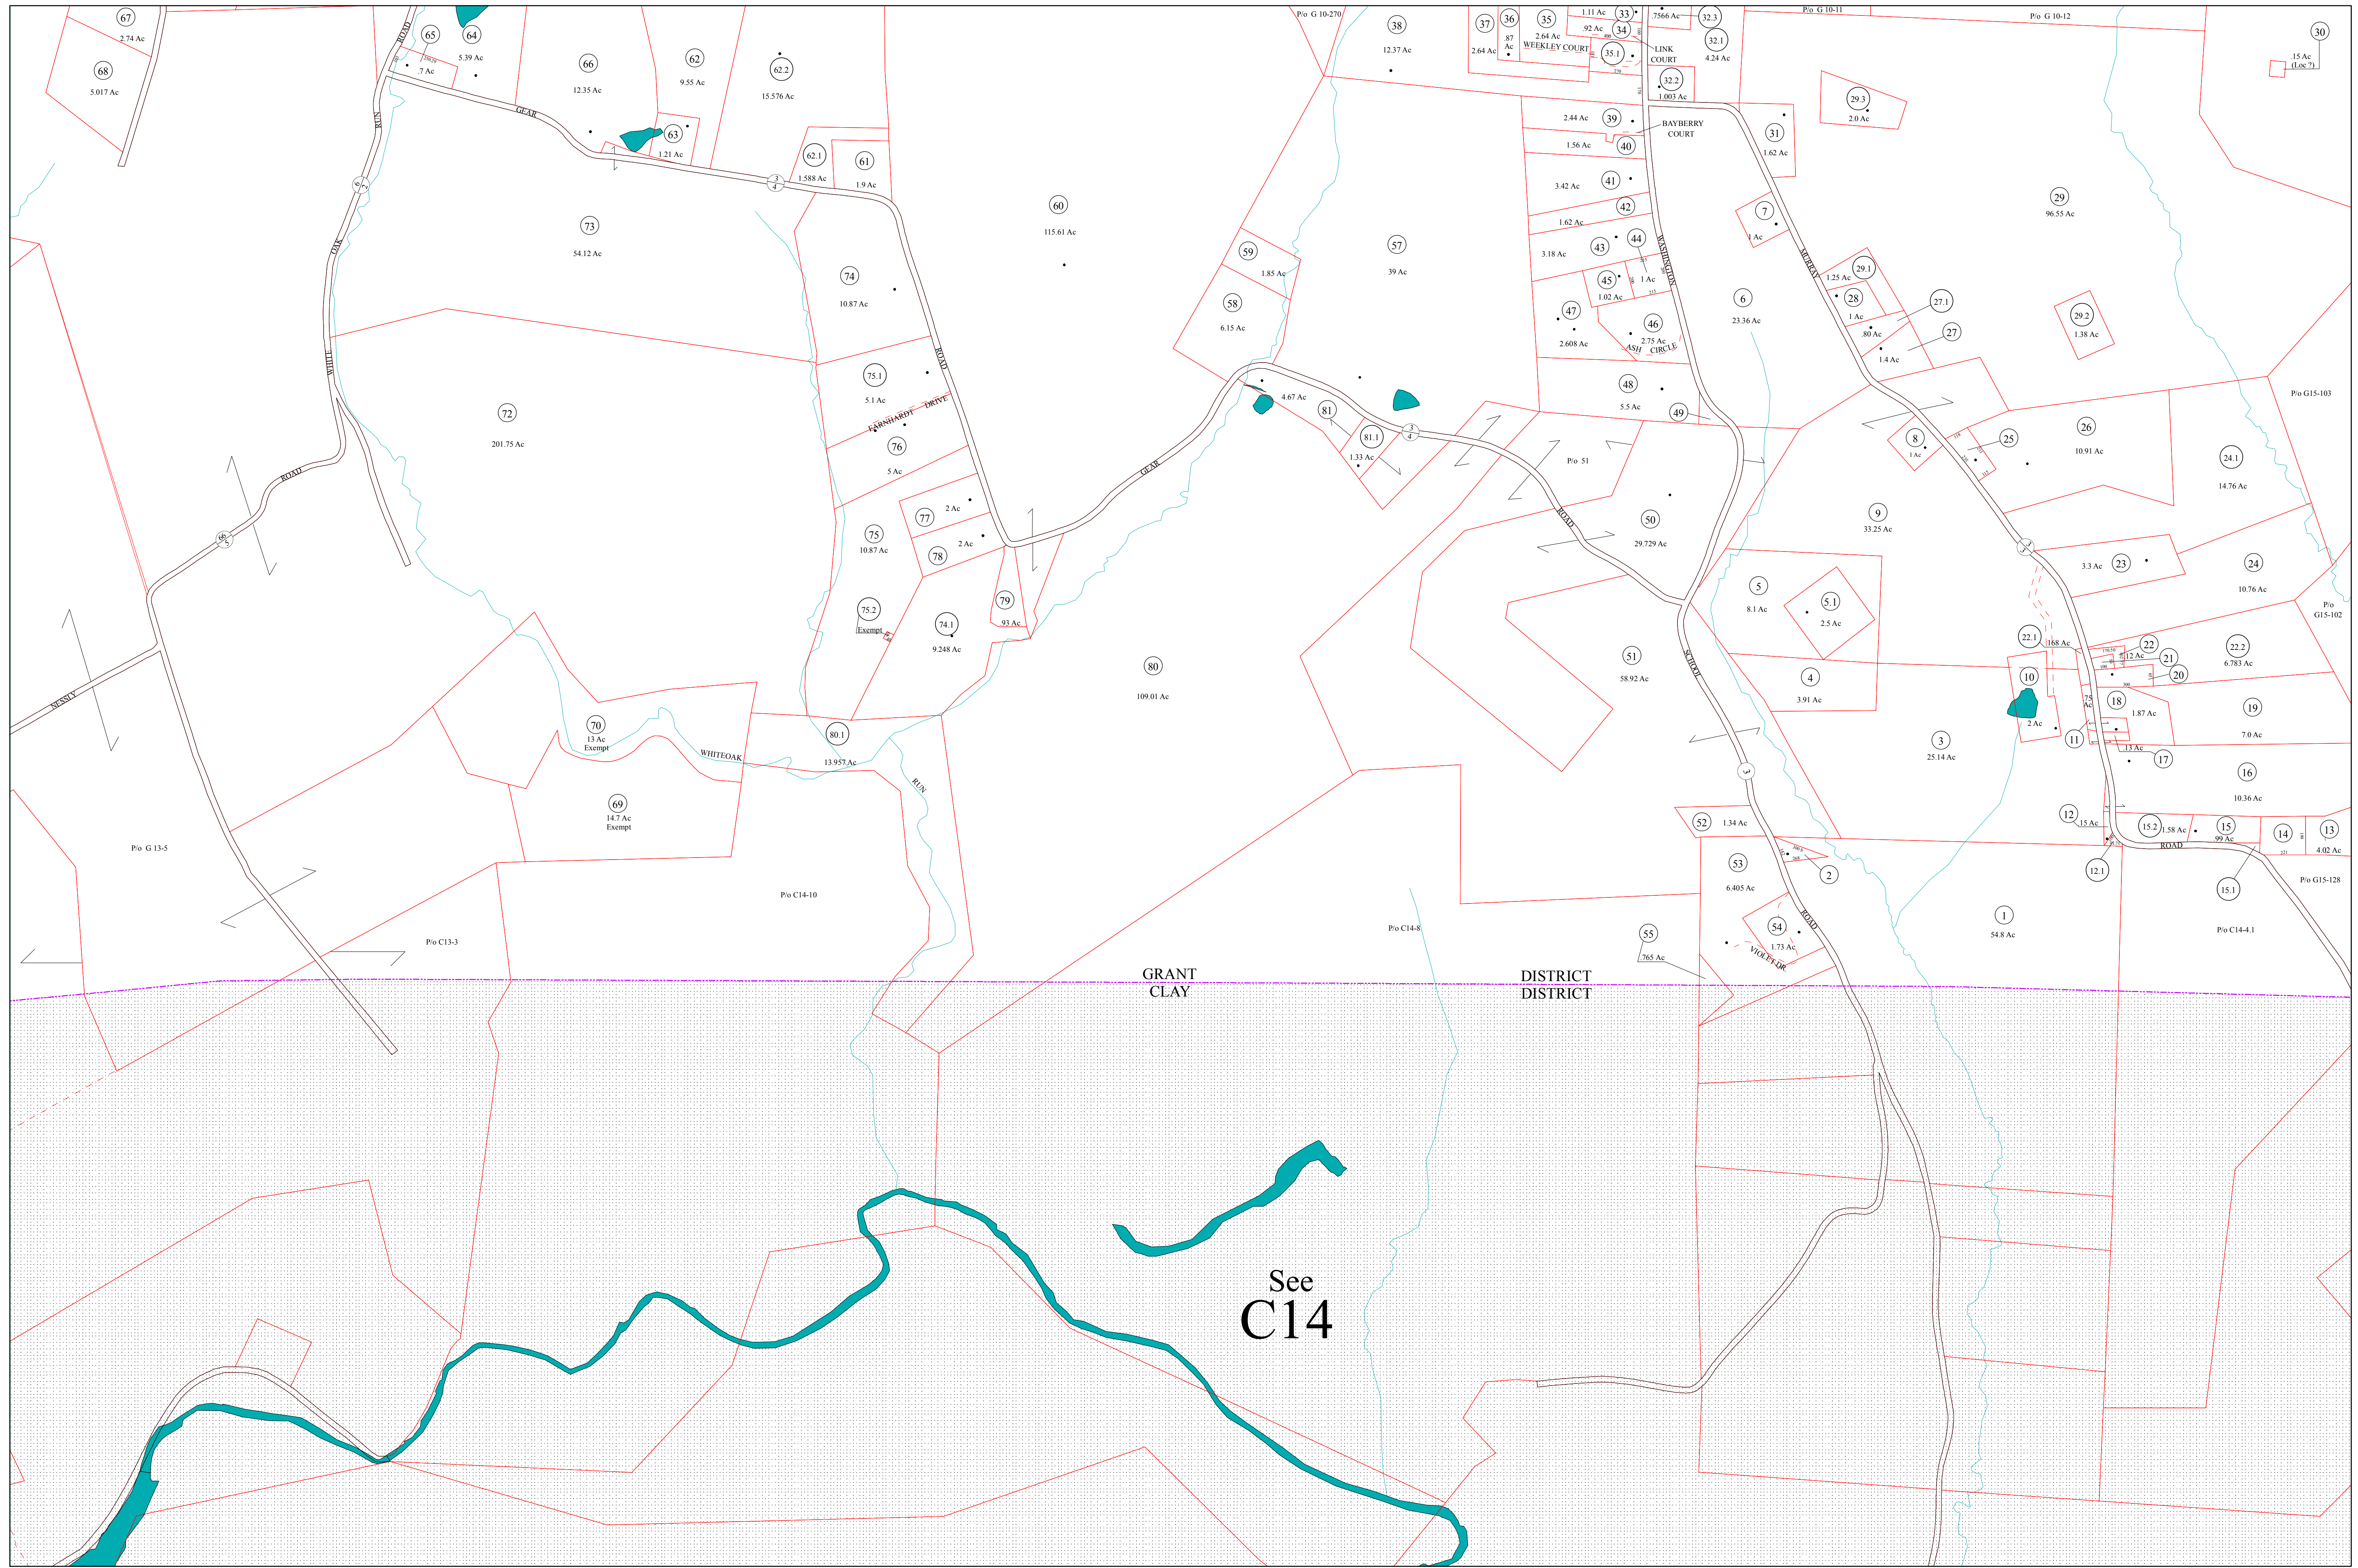 67
2.74 Ac
68
5.017 Ac
ROAD
65
.7 Ac
64
5.39 Ac
66
12.35 Ac
62
9.55 Ac
62.2
15.576 Ac
63
1.21 Ac
GEAR
3
4
62.1
1.588 Ac
61
1.9 Ac
RUN
OAK
WHITE
6
2
73
54.12 Ac
74
10.87 Ac
60
115.61 Ac
P/o G 10-270
38
12.37 Ac
37
2.64 Ac
36
.87
Ac
35
2.64 Ac
WEEKLEY COURT
1.11 Ac
33
.92 Ac
34
35.1
LINK
COURT
.7566 Ac
32.3
32.1
4.24 Ac
32.2
1.003 Ac
P/o G 10-11
P/o G 10-12
30
.15 Ac
(Loc ?)
29.3
2.0 Ac
31
1.62 Ac
2.44 Ac
39
BAYBERRY
COURT
1.56 Ac
40
3.42 Ac
41
42
1.62 Ac
3.18 Ac
43
44
1 Ac
45
1.02 Ac
47
2.608 Ac
46
2.75 Ac
ASH CIRCLE
48
5.5 Ac
49
WASHINGTON
7
1 Ac
MURRAY
29
96.55 Ac
6
23.36 Ac
29.1
1.25 Ac
28
1 Ac
27.1
.80 Ac
27
1.4 Ac
29.2
1.38 Ac
59
1.85 Ac
58
6.15 Ac
57
39 Ac
4.67 Ac
81
81.1
1.33 Ac
3
4
P/o 51
ROAD
75.1
5.1 Ac
EARNHARDT DRIVE
76
5 Ac
ROAD
GEAR
72
201.75 Ac
ROAD
66
5
75
10.87 Ac
77
2 Ac
78
2 Ac
79
.93 Ac
75.2
Exempt
74.1
9.248 Ac
50
29.729 Ac
9
33.25 Ac
8
1 Ac
25
26
10.91 Ac
24.1
14.76 Ac
P/o G15-103
3
3
3.3 Ac
23
24
10.76 Ac
P/o
G15-102
5
8.1 Ac
5.1
2.5 Ac
22.1
.168 Ac
22
.12 Ac
21
20
22.2
6.783 Ac
51
58.92 Ac
SCHOOL
4
3.91 Ac
10
2 Ac
.75
Ac
18
1.87 Ac
19
7.0 Ac
11
.13 Ac
17
3
25.14 Ac
16
10.36 Ac
80
109.01 Ac
NESSLY
70
13 Ac
Exempt
WHITEOAK
80.1
13.957 Ac
RUN
69
14.7 Ac
Exempt
3
52
1.34 Ac
12
.15 Ac
12.1
15.2
1.58 Ac
15
.99 Ac
14
13
4.02 Ac
ROAD
15.1
P/o G15-128
P/o G 13-5
53
6.405 Ac
2
54
1.73 Ac
VIOLET DR.
ROAD
1
54.8 Ac
P/o C14-4.1
P/o C14-10
P/o C13-3
P/o C14-8
55
.765 Ac
GRANT DISTRICT
CLAY DISTRICT
See
C14